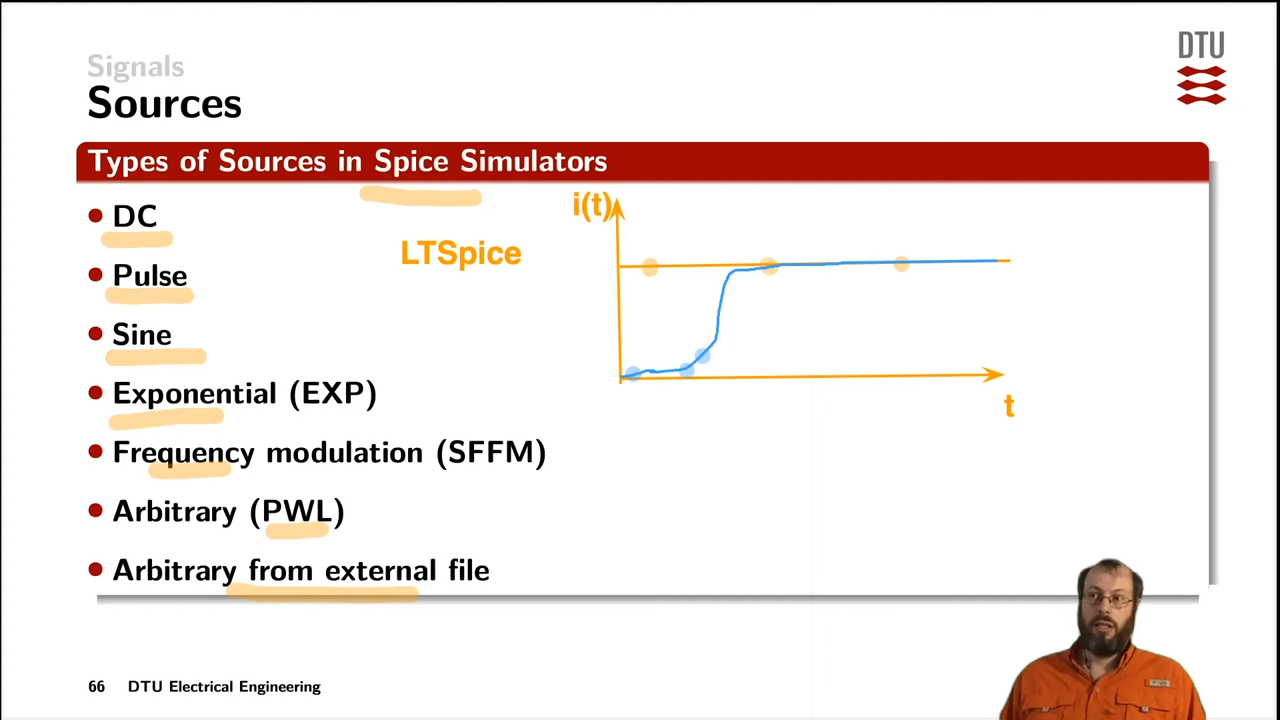 Signals
Sources
DTU
Types of Sources in Spice Simulators
DC
Pulse
Sine
Exponential (EXP)
Frequency modulation (SFFM)
Arbitrary (PWL)
Arbitrary from external file
LTSpice
i(t)
t
66 DTU Electrical Engineering